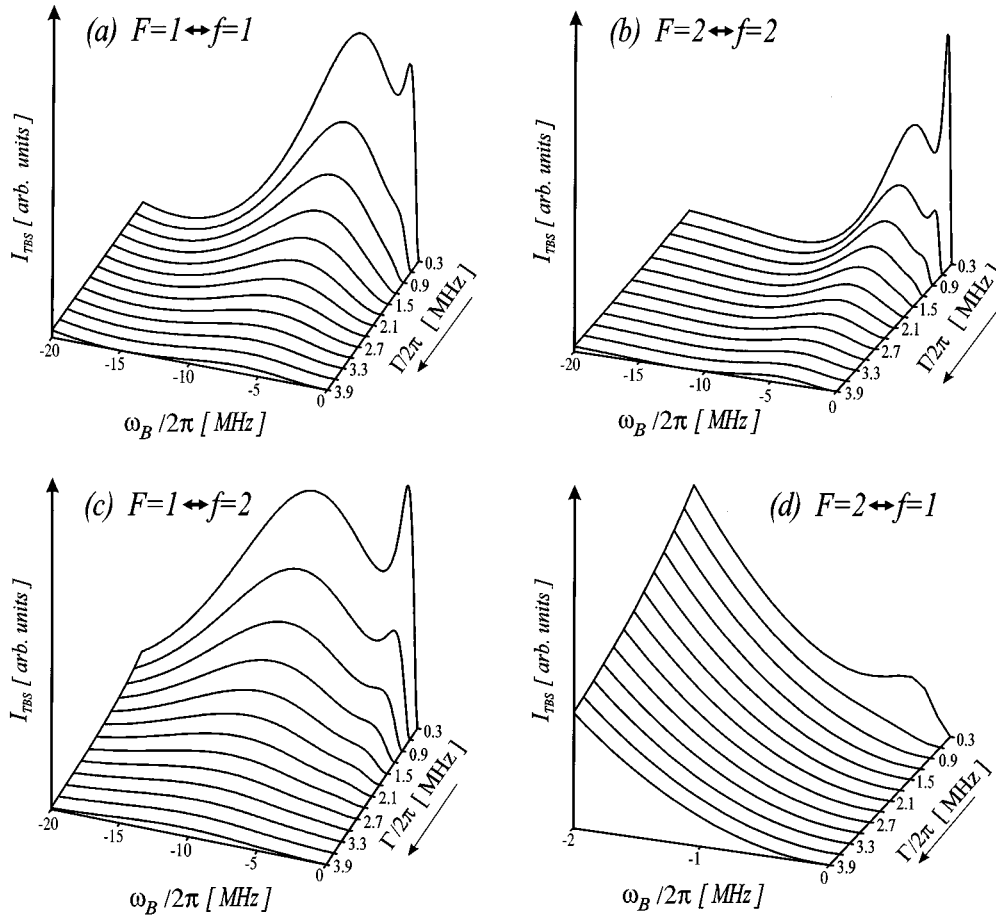 (a) F=1↔f=1
I_TBS [ arb. units ]
-20 -15 -10 -5 0
ω_B /2π [ MHz ]
0.3 0.9 1.5 2.1 2.7 3.3 3.9
Γ/2π [ MHz ]
(b) F=2↔f=2
I_TBS [ arb. units ]
-20 -15 -10 -5 0
ω_B /2π [ MHz ]
0.3 0.9 1.5 2.1 2.7 3.3 3.9
Γ/2π [ MHz ]
(c) F=1↔f=2
I_TBS [ arb. units ]
-20 -15 -10 -5 0
ω_B /2π [ MHz ]
0.3 0.9 1.5 2.1 2.7 3.3 3.9
Γ/2π [ MHz ]
(d) F=2↔f=1
I_TBS [ arb. units ]
-2 -1 0
ω_B /2π [ MHz ]
0.3 0.9 1.5 2.1 2.7 3.3 3.9
Γ/2π [ MHz ]